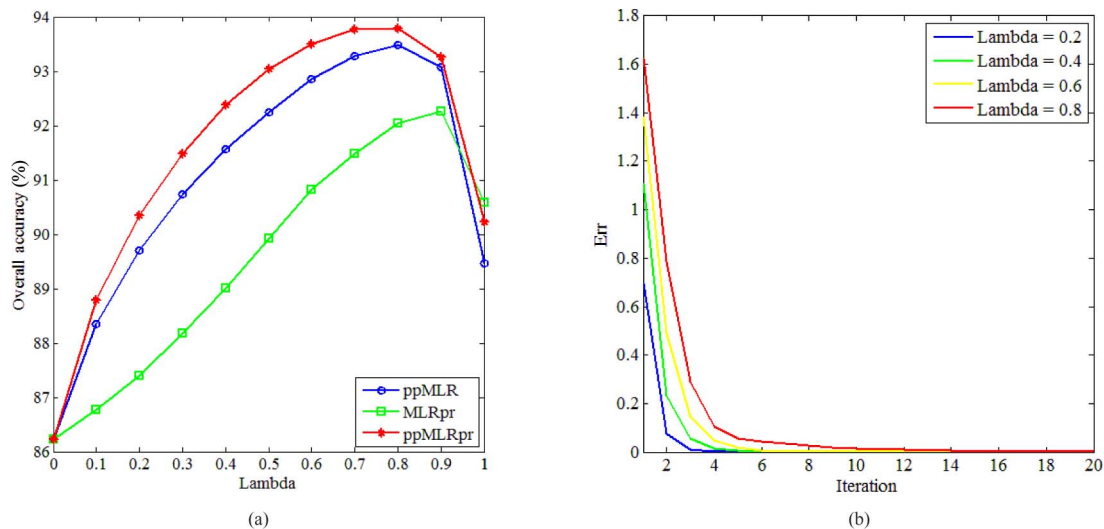 94
93
92
91
90
89
88
87
86
Overall accuracy (%)
0 0.1 0.2 0.3 0.4 0.5 0.6 0.7 0.8 0.9 1
Lambda
ppMLR
MLRpr
ppMLRpr
(a)
1.8
1.6
1.4
1.2
1
0.8
0.6
0.4
0.2
0
Err
2 4 6 8 10 12 14 16 18 20
Iteration
Lambda = 0.2
Lambda = 0.4
Lambda = 0.6
Lambda = 0.8
(b)